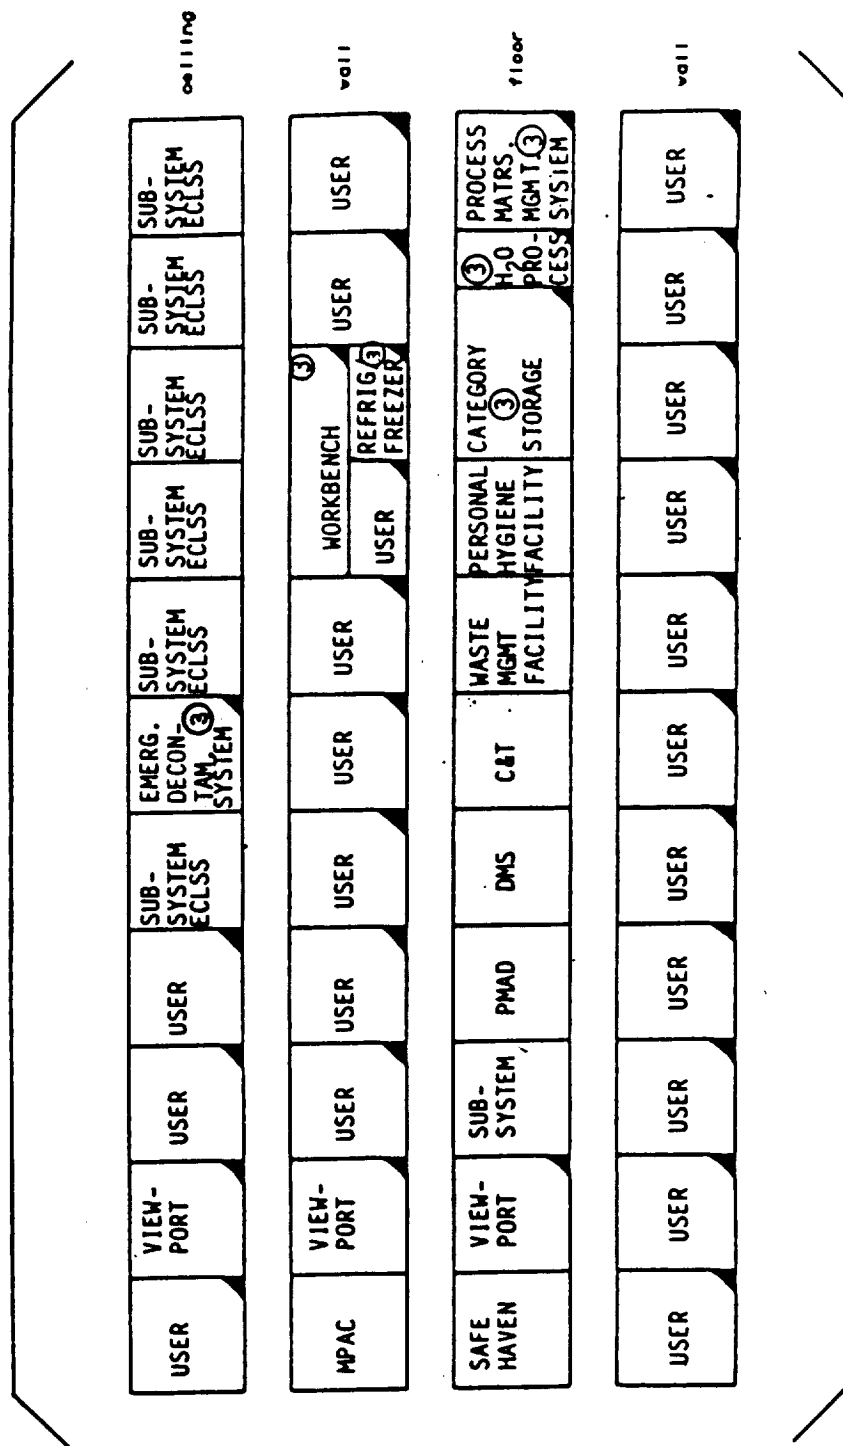 ceiling
SUB-
SYSTEM
ECLSS
SUB-
SYSTEM
ECLSS
SUB-
SYSTEM
ECLSS
SUB-
SYSTEM
ECLSS
SUB-
SYSTEM
ECLSS
EMERG.
DECON-
TAM. 3
SYSTEM
SUB-
SYSTEM
ECLSS
USER
USER
VIEW-
PORT
USER
wall
USER
USER
3
WORKBENCH
REFRIG/ 3
FREEZER
USER
USER
USER
USER
USER
USER
VIEW-
PORT
MPAC
floor
PROCESS
MATRS.
MGMT. 3
SYSTEM
3
H₂O
PRO-
CESS
CATEGORY
3
STORAGE
PERSONAL
HYGIENE
FACILITY
WASTE
MGMT
FACILITY
C&T
DMS
PMAD
SUB-
SYSTEM
VIEW-
PORT
SAFE
HAVEN
wall
USER
USER
USER
USER
USER
USER
USER
USER
USER
USER
USER